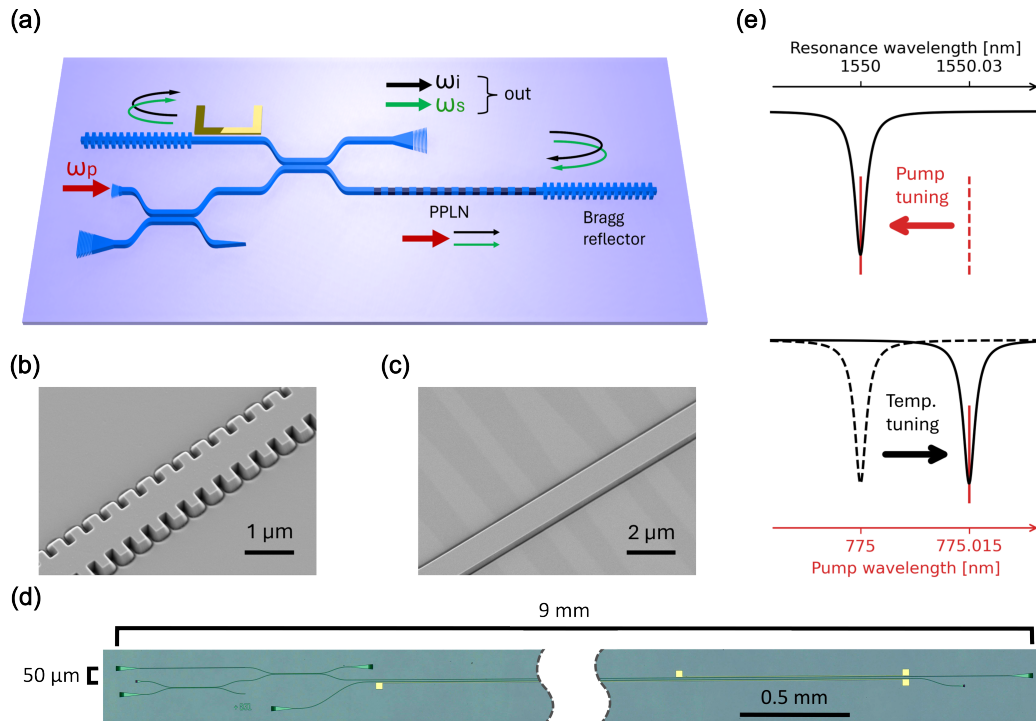 (a)
ωi
ωs
out
ωp
PPLN
Bragg
reflector
(b)
1 μm
(c)
2 μm
(d)
9 mm
50 μm
0.5 mm
(e)
Resonance wavelength [nm]
1550 1550.03
Pump
tuning
Temp.
tuning
775 775.015
Pump wavelength [nm]